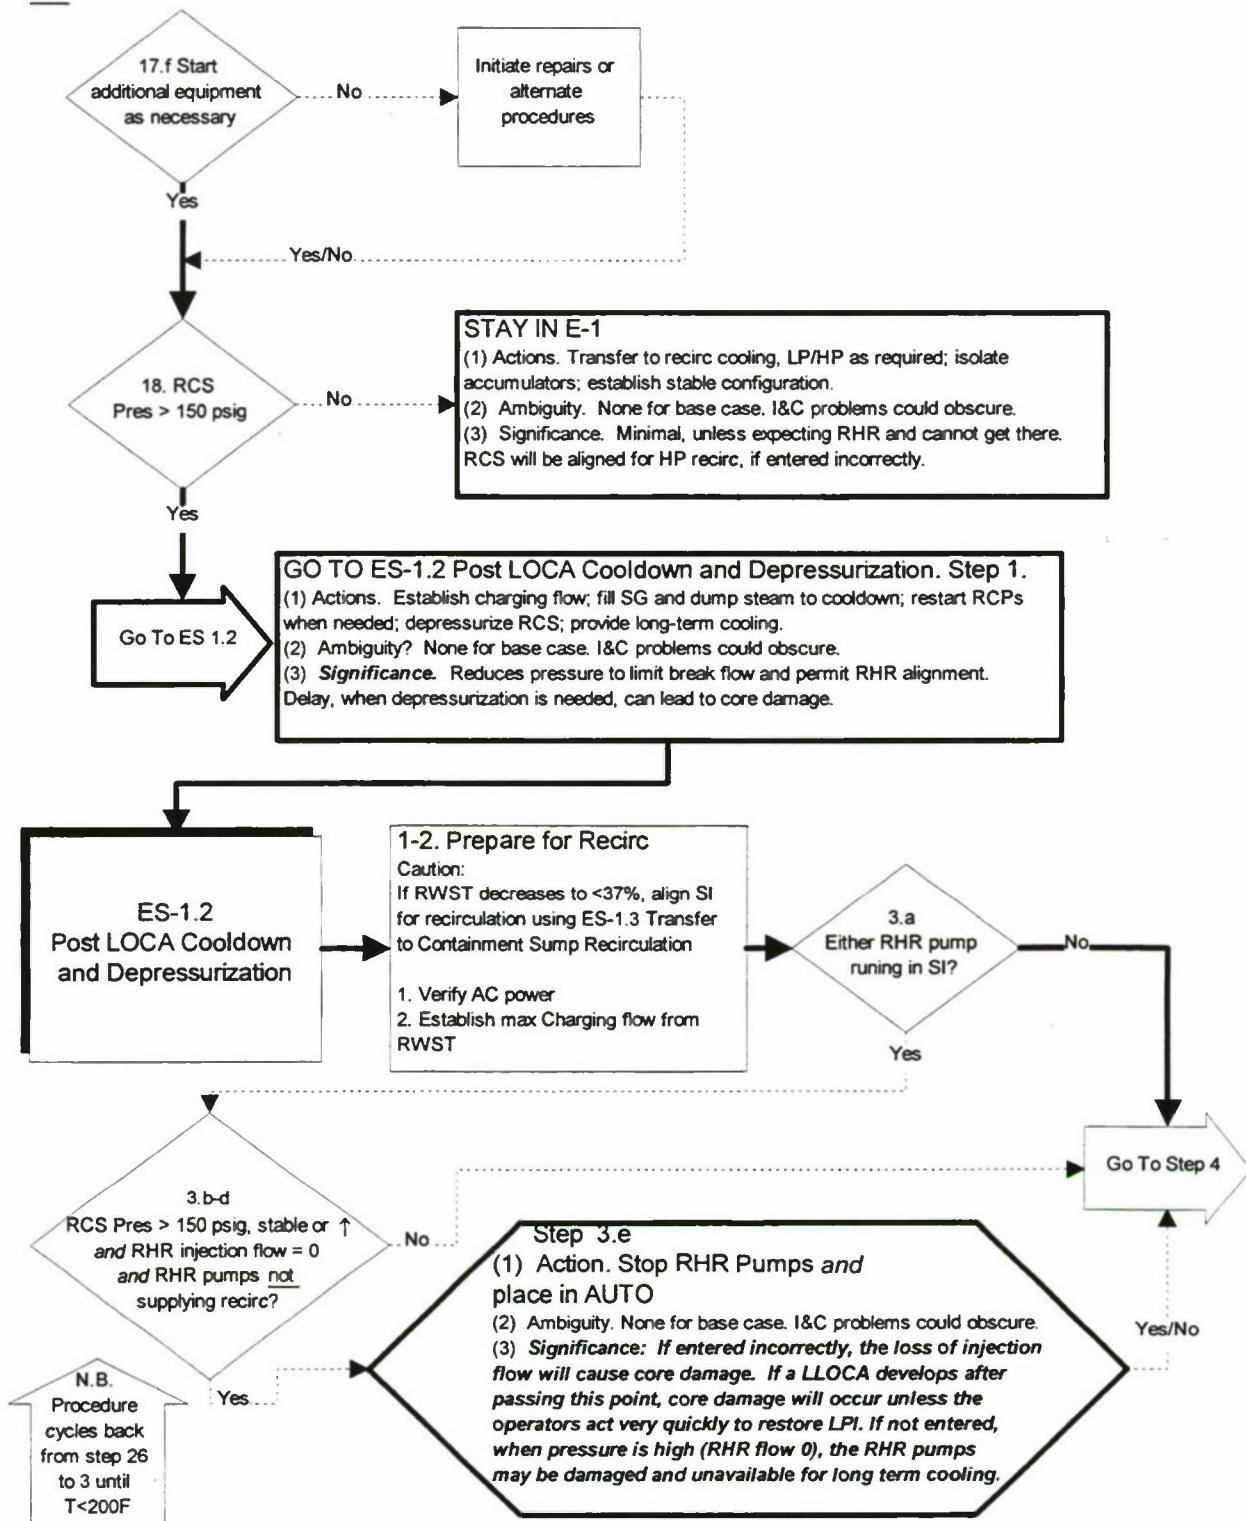 17.f Start
additional equipment
as necessary
No
Initiate repairs or
alternate
procedures
Yes
Yes/No
18. RCS
Pres > 150 psig
No
STAY IN E-1
(1) Actions. Transfer to recirc cooling, LP/HP as required; isolate
accumulators; establish stable configuration.
(2) Ambiguity. None for base case. I&C problems could obscure.
(3) Significance. Minimal, unless expecting RHR and cannot get there.
RCS will be aligned for HP recirc, if entered incorrectly.
Yes
Go To ES 1.2
GO TO ES-1.2 Post LOCA Cooldown and Depressurization. Step 1.
(1) Actions. Establish charging flow; fill SG and dump steam to cooldown; restart RCPs
when needed; depressurize RCS; provide long-term cooling.
(2) Ambiguity? None for base case. I&C problems could obscure.
(3) Significance. Reduces pressure to limit break flow and permit RHR alignment.
Delay, when depressurization is needed, can lead to core damage.
ES-1.2
Post LOCA Cooldown
and Depressurization
1-2. Prepare for Recirc
Caution:
If RWST decreases to <37%, align SI
for recirculation using ES-1.3 Transfer
to Containment Sump Recirculation
1. Verify AC power
2. Establish max Charging flow from
RWST
3.a
Either RHR pump
runing in SI?
No
Yes
Go To Step 4
3.b-d
RCS Pres > 150 psig, stable or ↑
and RHR injection flow = 0
and RHR pumps not
supplying recirc?
No
Yes
Step 3.e
(1) Action. Stop RHR Pumps and
place in AUTO
(2) Ambiguity. None for base case. I&C problems could obscure.
(3) Significance: If entered incorrectly, the loss of injection
flow will cause core damage. If a LLOCA develops after
passing this point, core damage will occur unless the
operators act very quickly to restore LPI. If not entered,
when pressure is high (RHR flow 0), the RHR pumps
may be damaged and unavailable for long term cooling.
Yes/No
N.B.
Procedure
cycles back
from step 26
to 3 until
T<200F